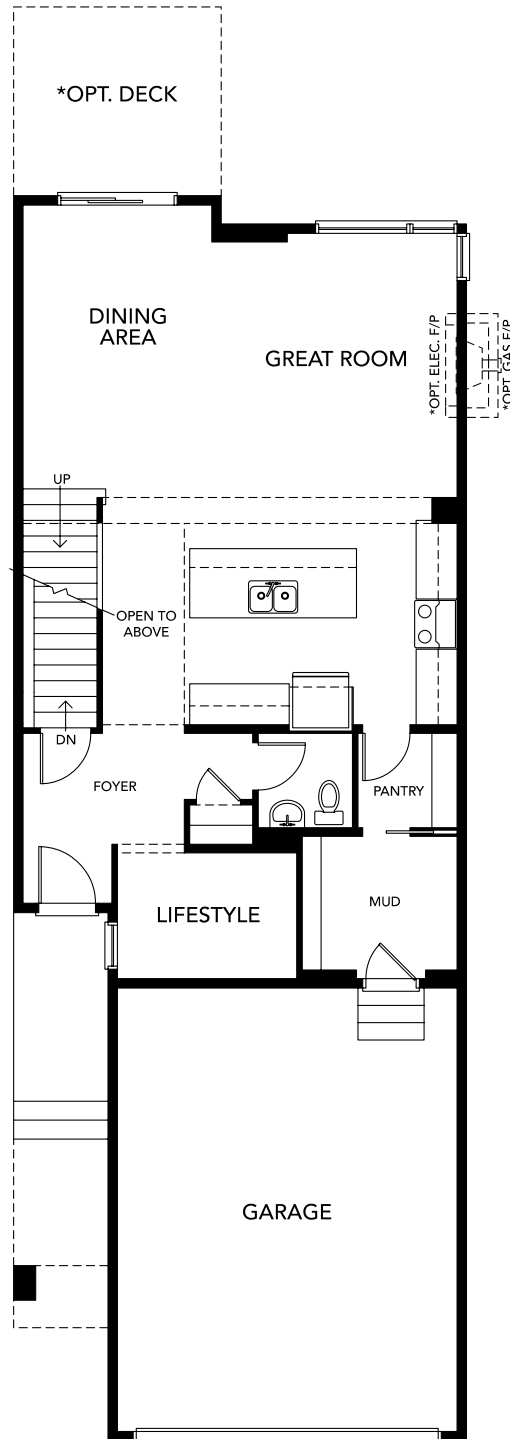 *OPT. DECK
DINING
AREA
GREAT ROOM
*OPT. ELEC. F/P
*OPT. GAS F/P
UP
OPEN TO
ABOVE
DN
FOYER
PANTRY
LIFESTYLE
MUD
GARAGE